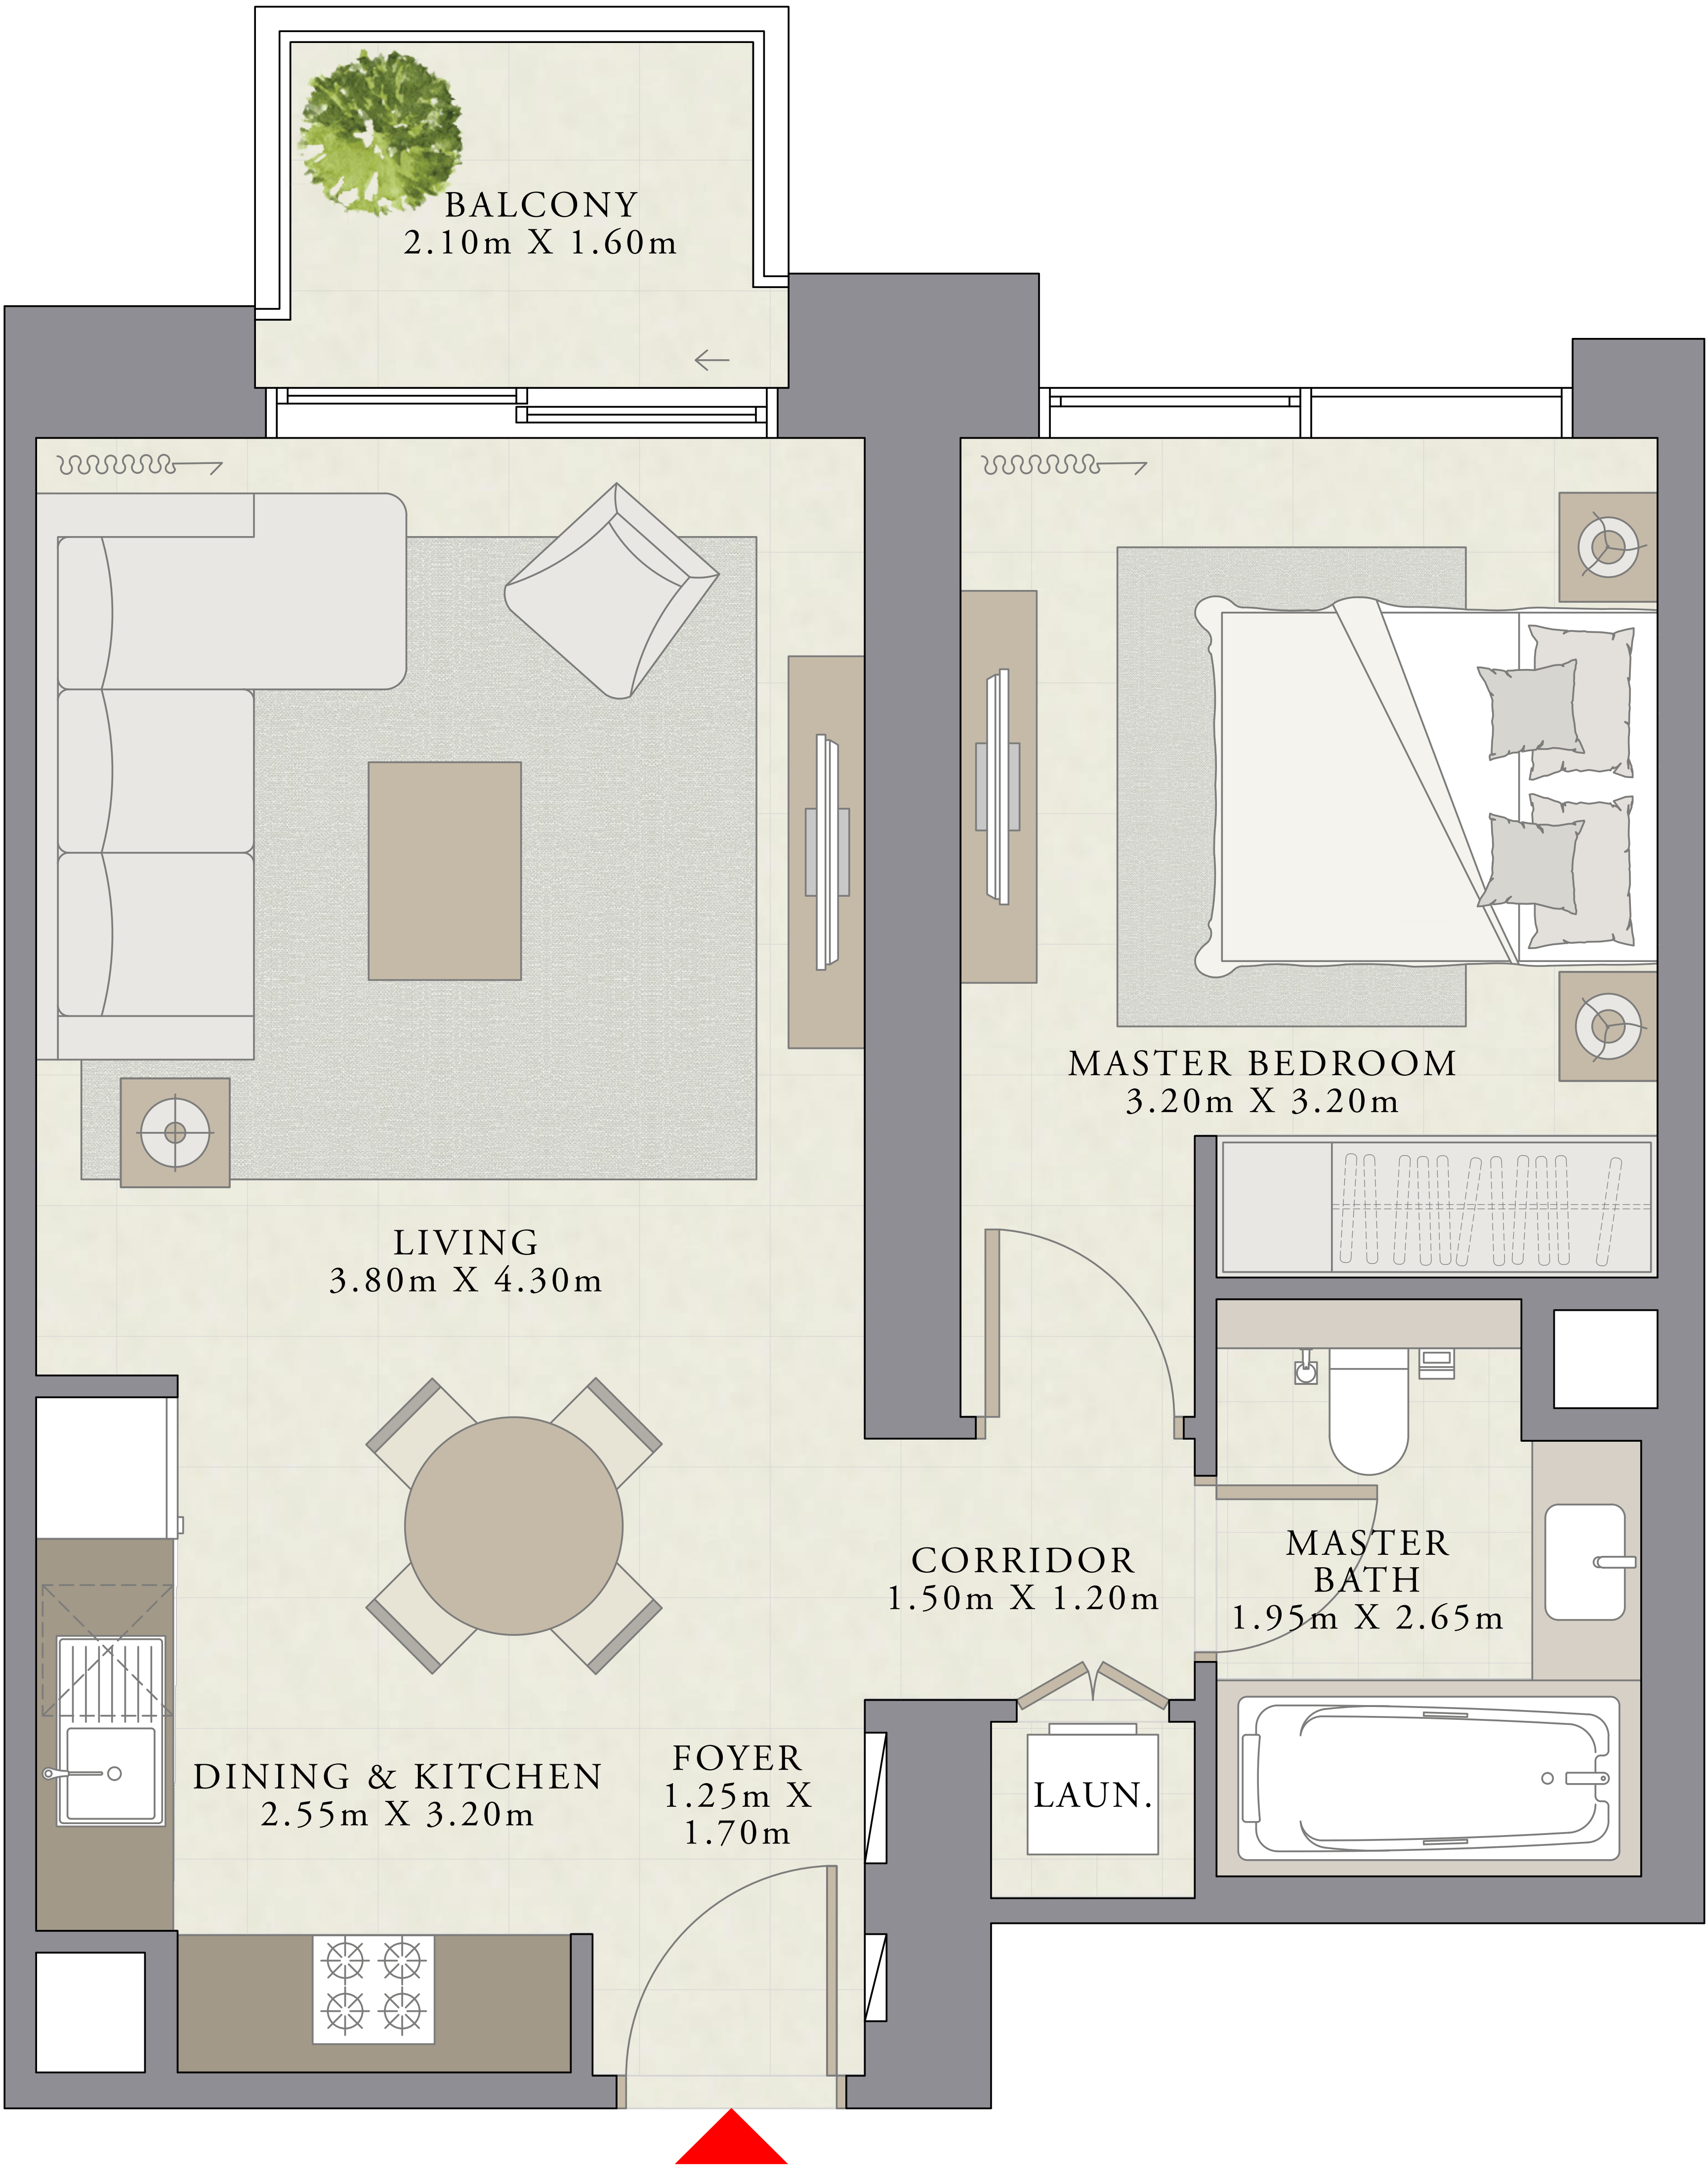 BALCONY
2.10m X 1.60m
MASTER BEDROOM
3.20m X 3.20m
LIVING
3.80m X 4.30m
CORRIDOR
1.50m X 1.20m
MASTER
BATH
1.95m X 2.65m
DINING & KITCHEN
2.55m X 3.20m
FOYER
1.25m X
1.70m
LAUN.